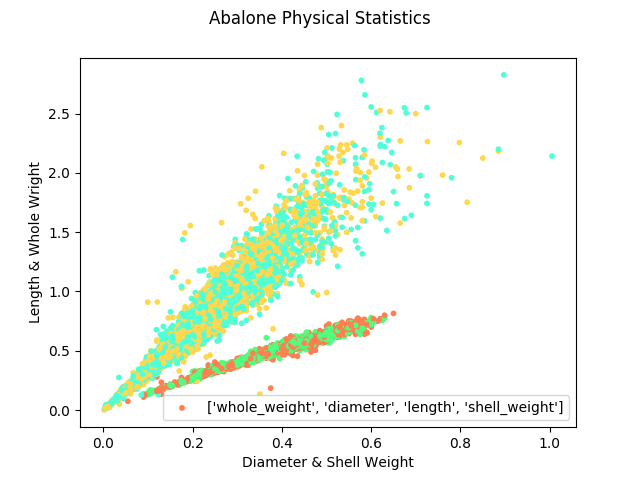 Abalone Physical Statistics
Length & Whole Wright
2.5
2.0
1.5
1.0
0.5
0.0
['whole_weight', 'diameter', 'length', 'shell_weight']
0.0 0.2 0.4 0.6 0.8 1.0
Diameter & Shell Weight